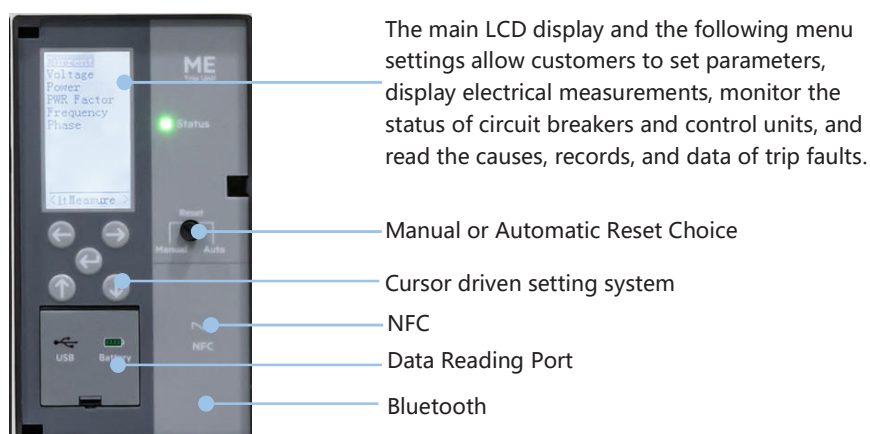 The main LCD display and the following menu
settings allow customers to set parameters,
display electrical measurements, monitor the
status of circuit breakers and control units, and
read the causes, records, and data of trip faults.
Current
Voltage
Power
PWR Factor
Frequency
Phase
<1:Measure >
ME
Trip Unit
Status
Reset
Manual Auto
Manual or Automatic Reset Choice
Cursor driven setting system
NFC
NFC
USB Battery
Data Reading Port
Bluetooth